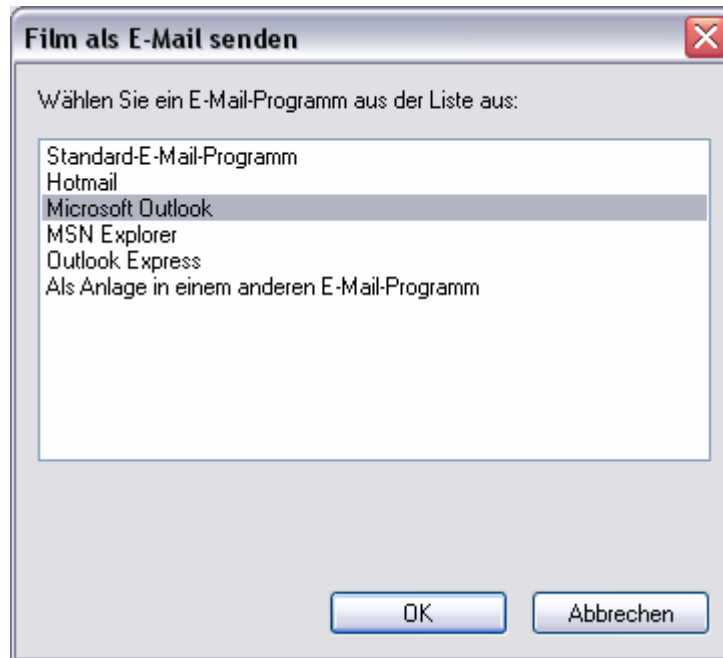 Film als E-Mail senden
Wählen Sie ein E-Mail-Programm aus der Liste aus:
Standard-E-Mail-Programm
Hotmail
Microsoft Outlook
MSN Explorer
Outlook Express
Als Anlage in einem anderen E-Mail-Programm
OK Abbrechen